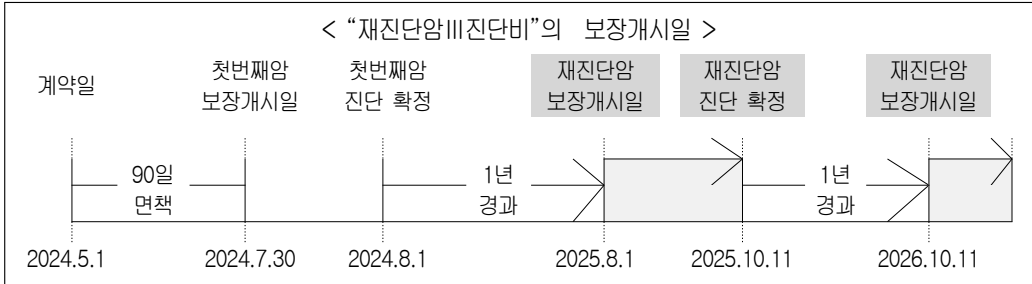 < “재진단암Ⅲ진단비”의 보장개시일 >
계약일
첫번째암
보장개시일
첫번째암
진단 확정
재진단암
보장개시일
재진단암
진단 확정
재진단암
보장개시일
90일
면책
1년
경과
1년
경과
2024.5.1
2024.7.30
2024.8.1
2025.8.1
2025.10.11
2026.10.11